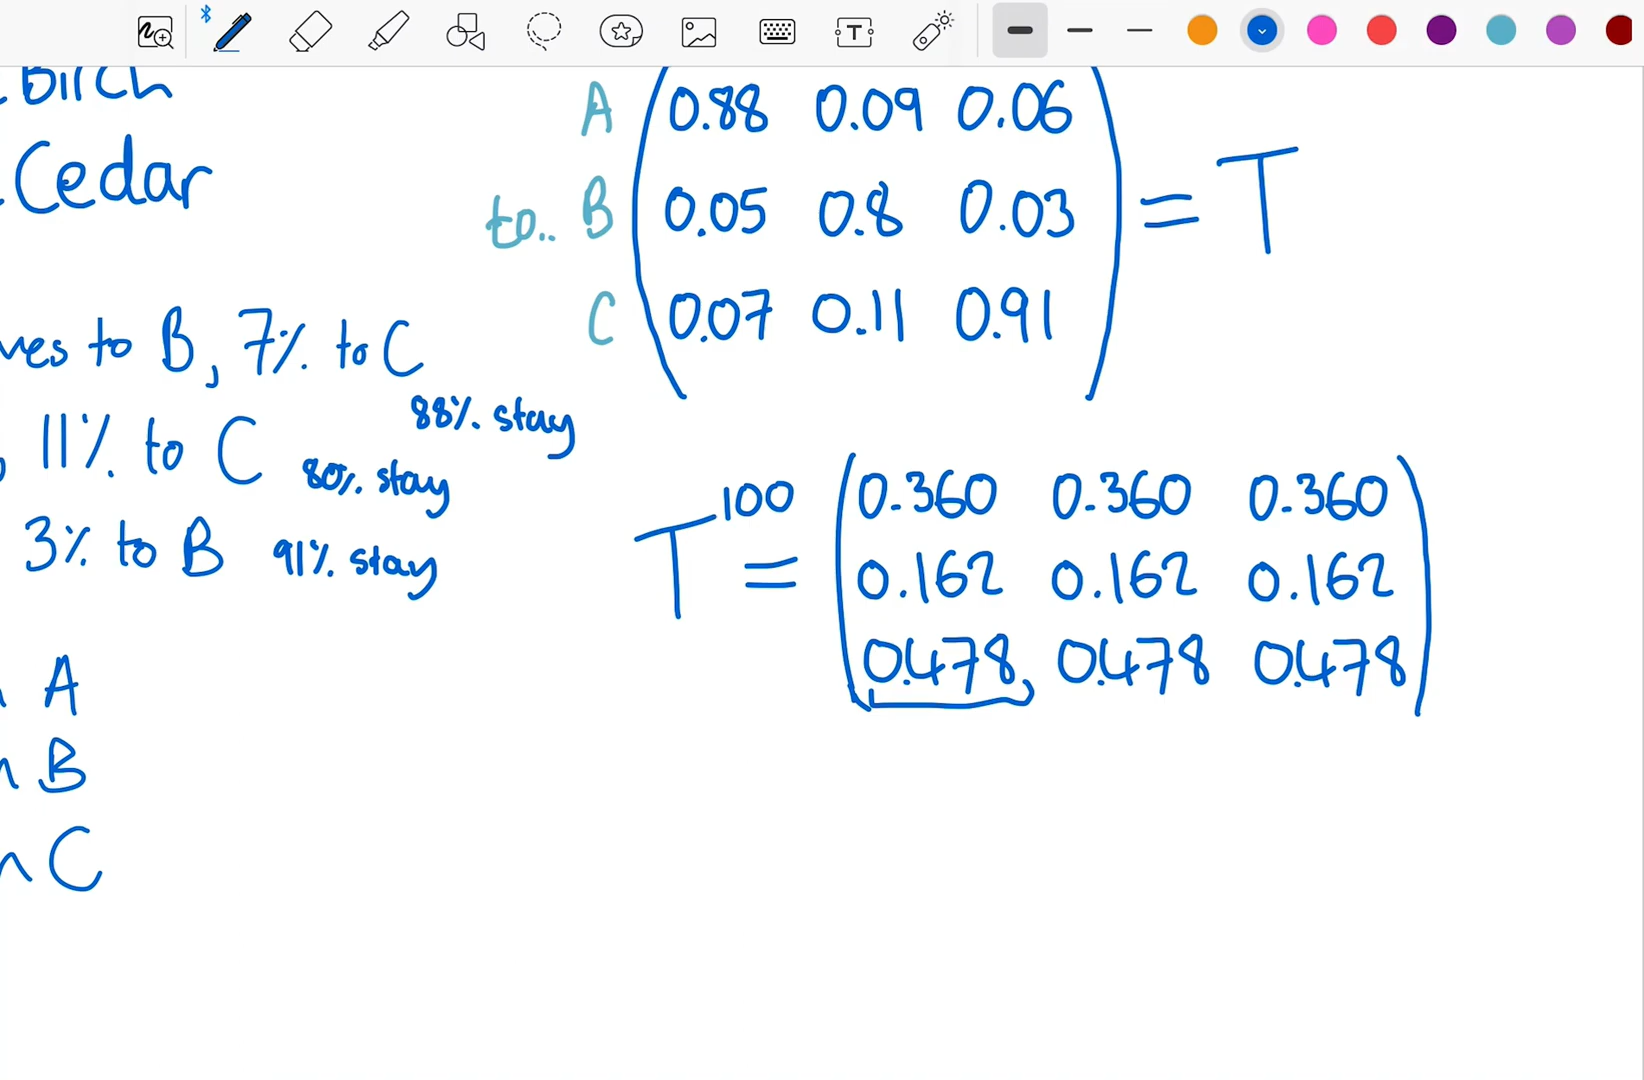 Birch
Cedar
A 0.88 0.09 0.06
to.. B 0.05 0.8 0.03 = T
C 0.07 0.11 0.91
to B, 7% to C
88% stay
11% to C 80% stay
3% to B 91% stay
A
B
C
T^100 =
0.360 0.360 0.360
0.162 0.162 0.162
0.478 0.478 0.478